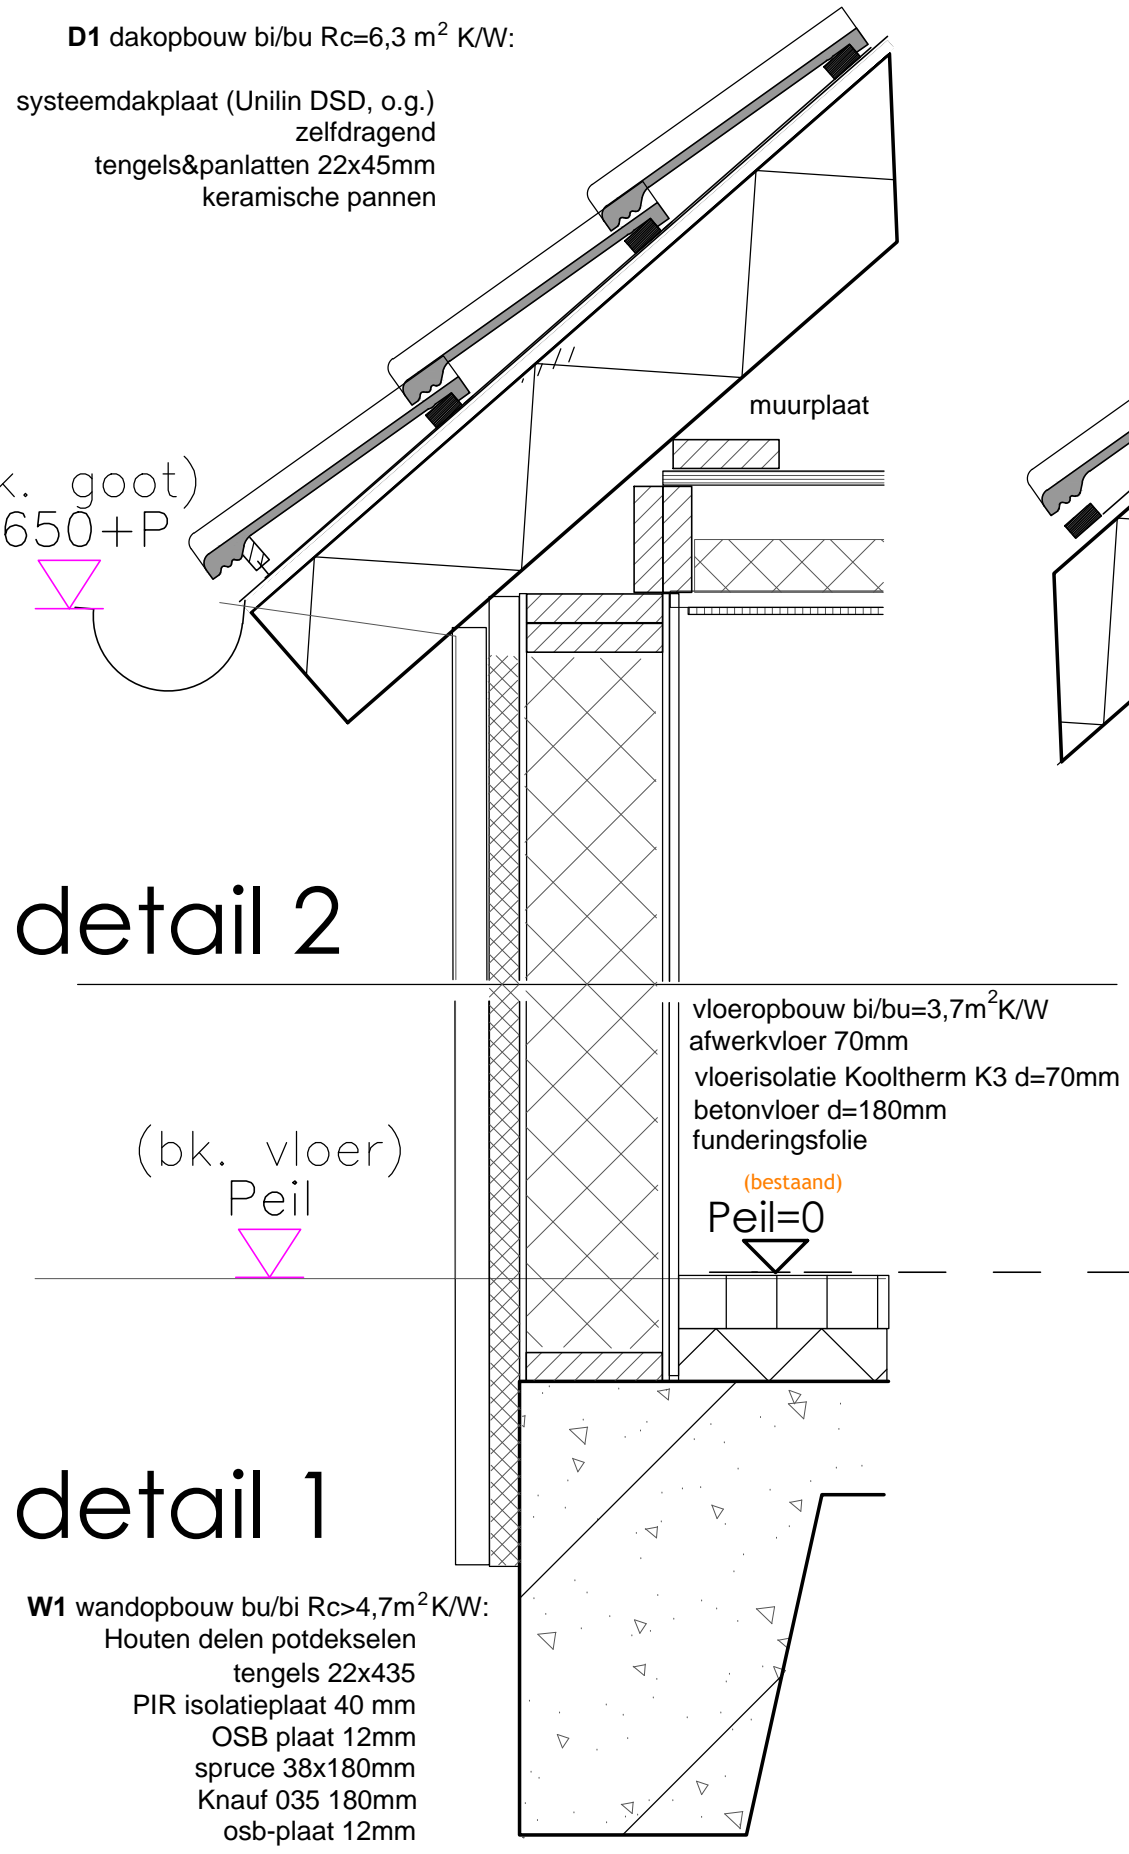 D1 dakopbouw bi/bu Rc=6,3 m² K/W:
systeemdakplaat (Unilin DSD, o.g.)
zelfdragend
tengels&panlatten 22x45mm
keramische pannen
muurplaat
k. goot)
650+P
detail 2
vloeropbouw bi/bu=3,7m²K/W
afwerkvloer 70mm
vloerisolatie Kooltherm K3 d=70mm
betonvloer d=180mm
funderingsfolie
(bestaand)
Peil=0
(bk. vloer)
Peil
detail 1
W1 wandopbouw bu/bi Rc>4,7m²K/W:
Houten delen potdekselen
tengels 22x435
PIR isolatieplaat 40 mm
OSB plaat 12mm
spruce 38x180mm
Knauf 035 180mm
osb-plaat 12mm